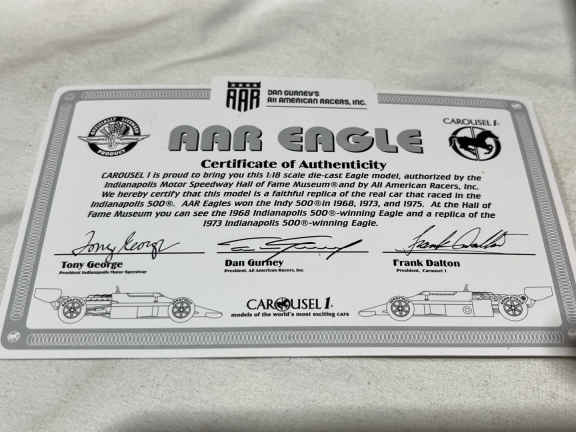 AAR
DAN GURNEY'S
All AMERICAN RACERS, INC.
CAROUSEL 1
AAR EAGLE
Certificate of Authenticity
CAROUSEL 1 is proud to bring you this 1:18 scale die-cast Eagle model, authorized by the
Indianapolis Motor Speedway Hall of Fame Museum® and by All American Racers, Inc.
We hereby certify that this model is a faithful replica of the real car that raced in the
Indianapolis 500®. AAR Eagles won the Indy 500® in 1968, 1973, and 1975. At the Hall of
Fame Museum you can see the 1968 Indianapolis 500®-winning Eagle and a replica of the
1973 Indianapolis 500®-winning Eagle.
Tony George
Frank Dalton
Tony George
Dan Gurney
Frank Dalton
President Indianapolis Motor Speedway
President, All American Racers, Inc.
President, Carousel 1
CAROUSEL 1
models of the world's most exciting cars